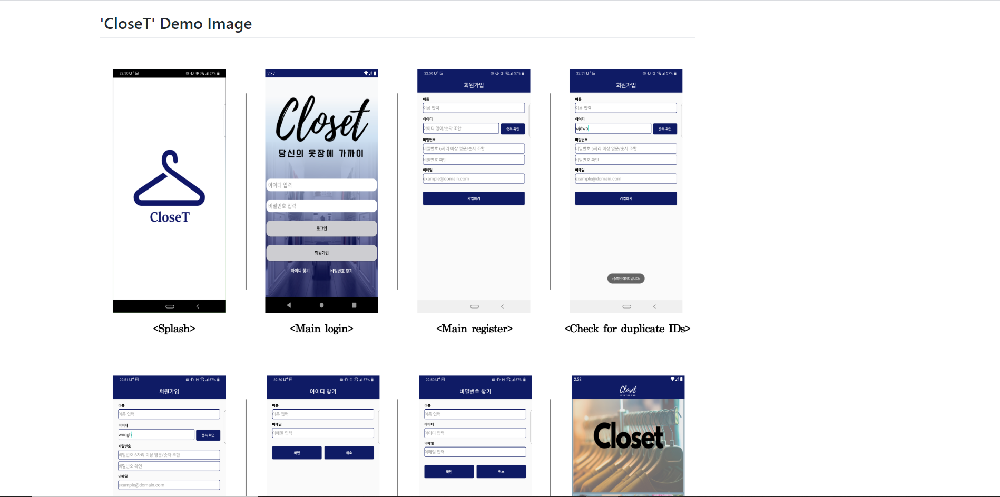 'CloseT' Demo Image
22:50 U+ 57%
CloseT
<Splash>
2:37
Closet
당신의 옷장에 가까이
아이디 입력
비밀번호 입력
로그인
회원가입
아이디 찾기 비밀번호 찾기
<Main login>
22:50 U+ 57%
회원가입
이름
이름 입력
아이디
아이디 영어/숫자 조합 중복 확인
비밀번호
비밀번호 6자리 이상 영문/숫자 조합
비밀번호 확인
이메일
example@domain.com
가입하기
<Main register>
22:51 U+ 57%
회원가입
이름
이름 입력
아이디
wjdwo 중복 확인
비밀번호
비밀번호 6자리 이상 영문/숫자 조합
비밀번호 확인
이메일
example@domain.com
가입하기
<중복된 아이디입니다>
<Check for duplicate IDs>
22:51 U+ 57%
회원가입
이름
이름 입력
아이디
wnsgh 중복 확인
비밀번호
비밀번호 6자리 이상 영문/숫자 조합
비밀번호 확인
이메일
example@domain.com
22:50 U+ 57%
아이디 찾기
이름
이름 입력
이메일
이메일 입력
확인 취소
22:50 U+ 57%
비밀번호 찾기
이름
이름 입력
아이디
아이디 입력
이메일
이메일 입력
확인 취소
2:38
Closet
Closet